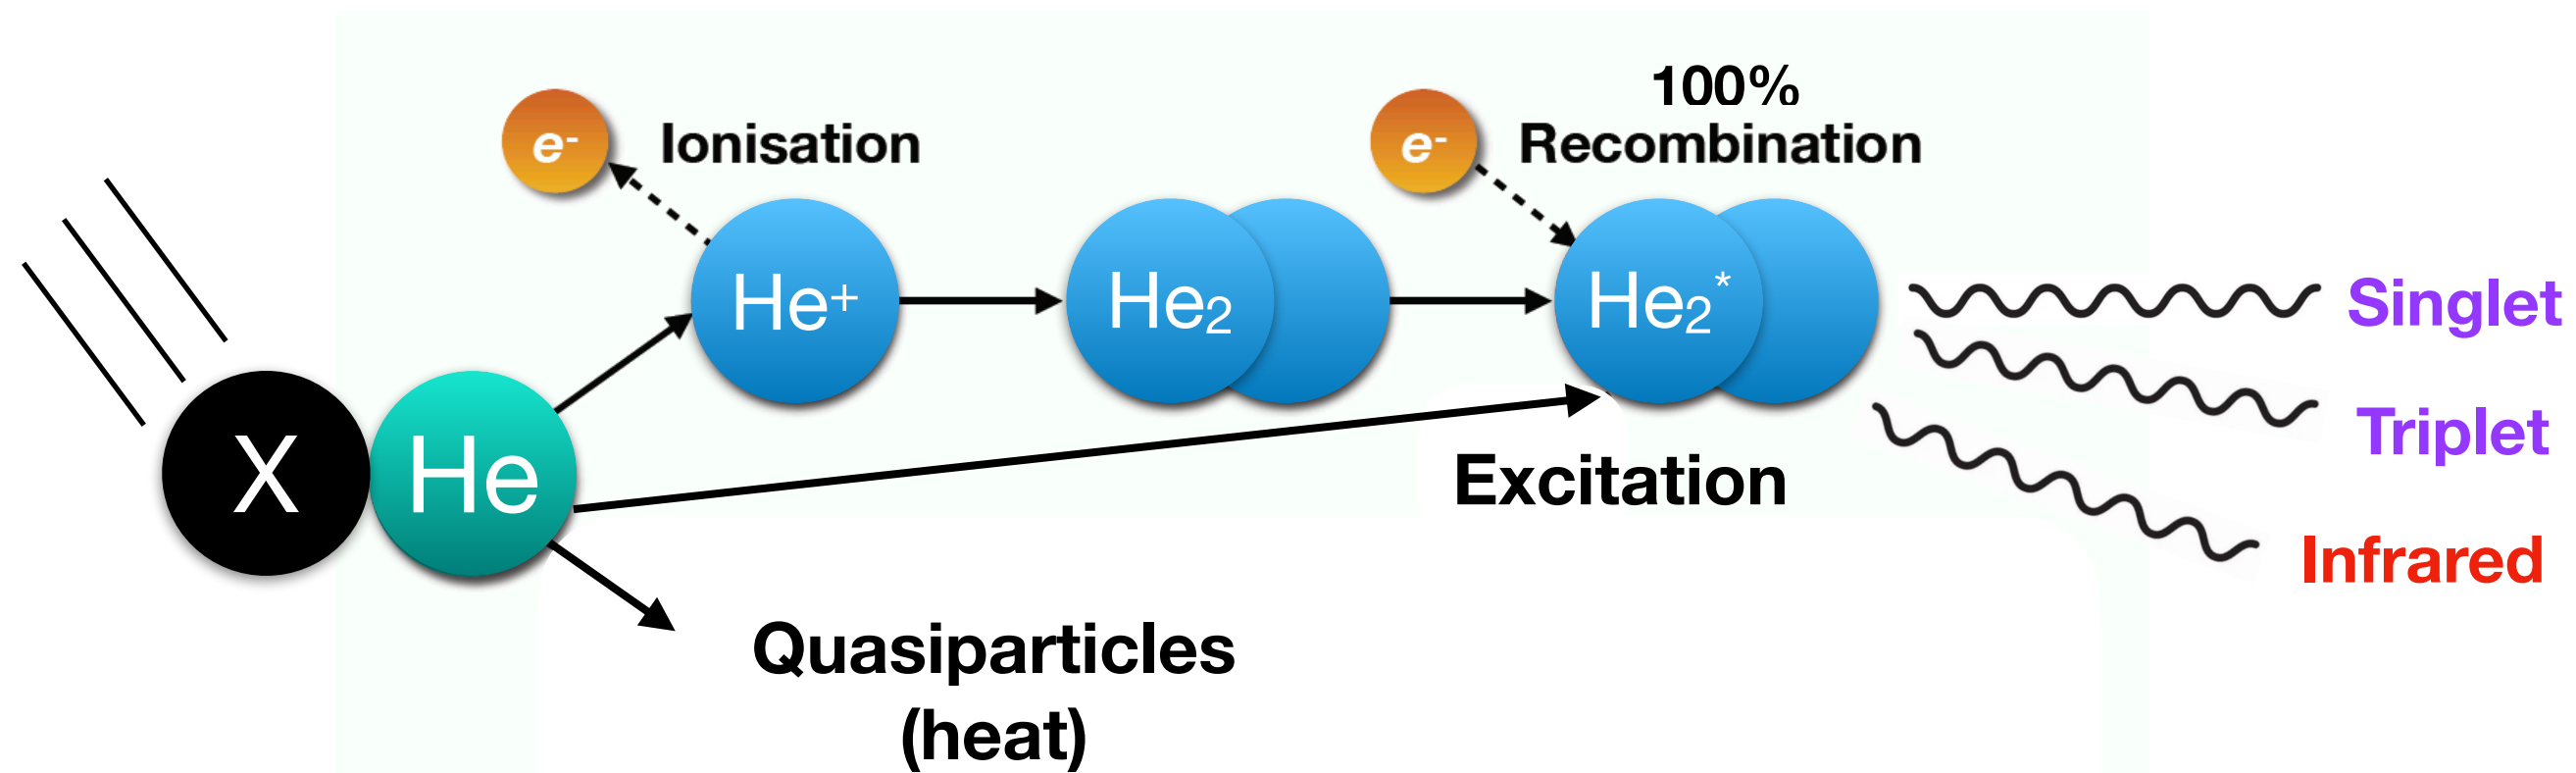 100%
e⁻ Ionisation e⁻ Recombination
He⁺ He₂ He₂* Singlet
Triplet
X He Excitation
Infrared
Quasiparticles
(heat)